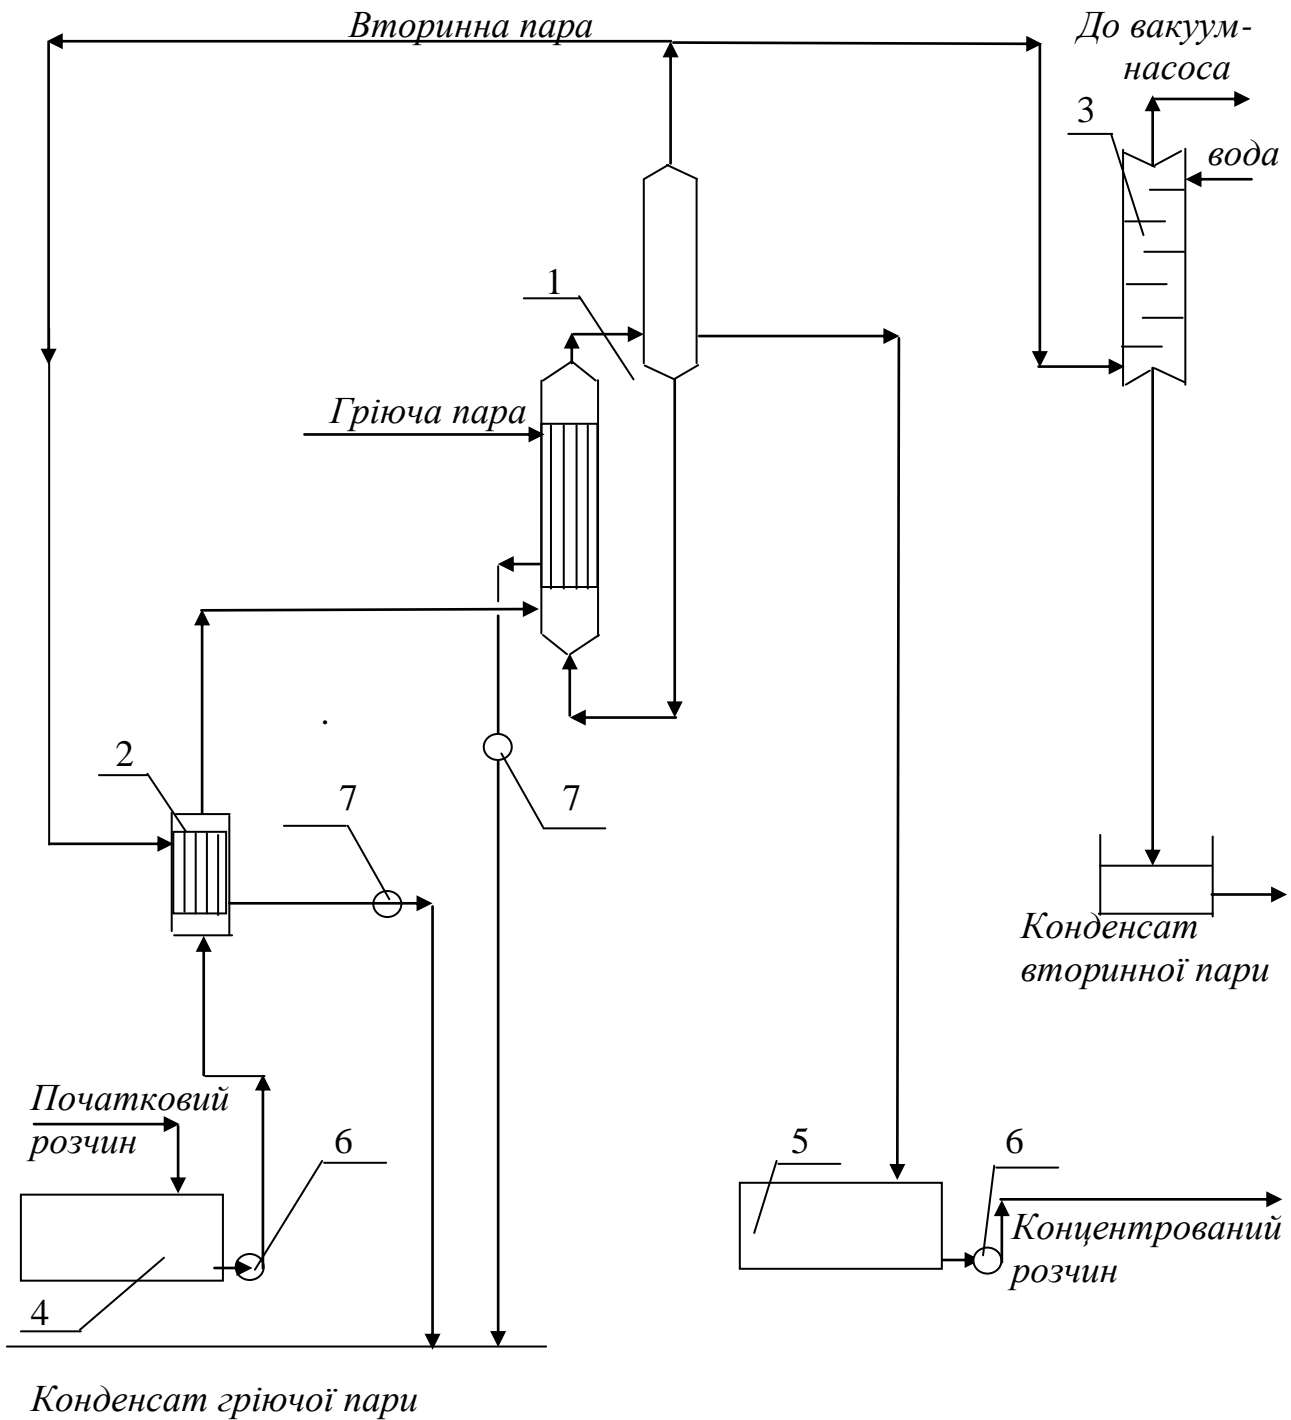 Вторинна пара
До вакуум-
насоса
3
вода
1
Гріюча пара
2
7
7
Конденсат
вторинної пари
Початковий
розчин
6
5
6
Концентрований
розчин
4
Конденсат гріючої пари